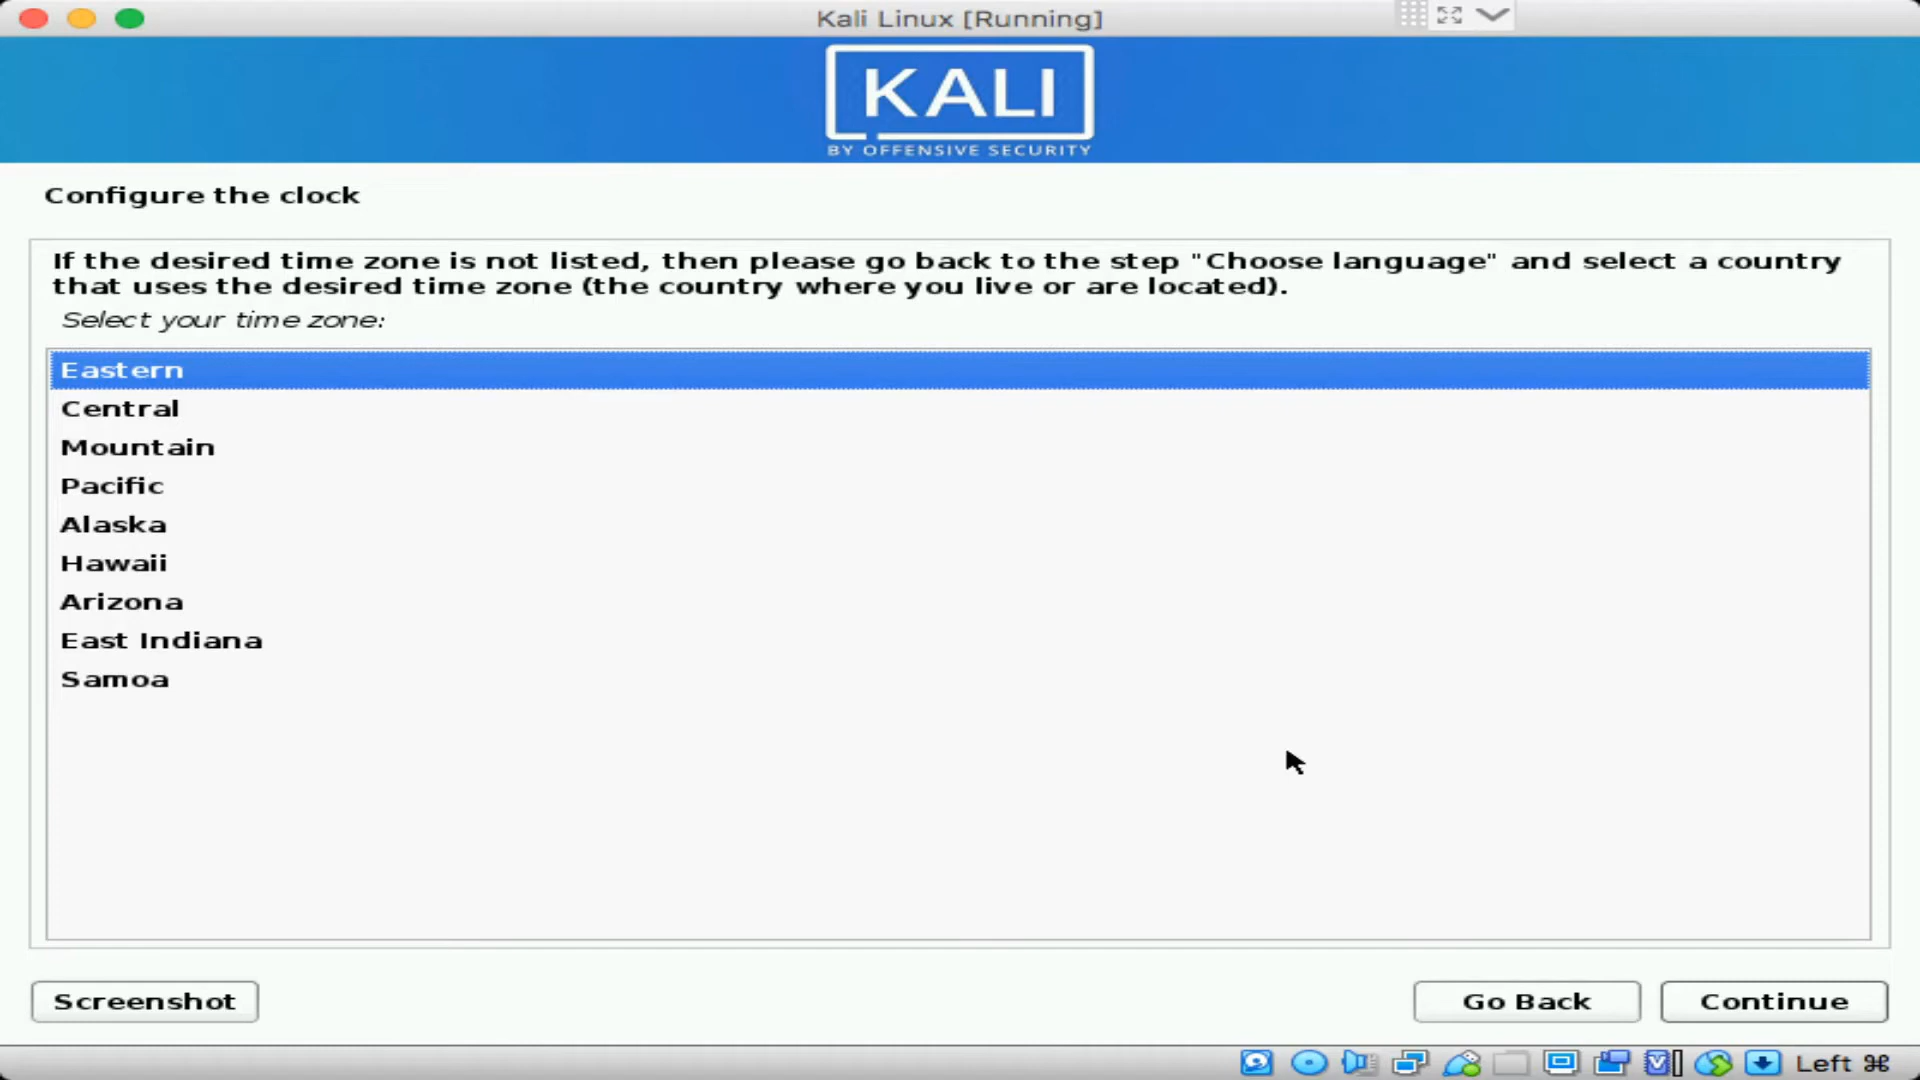 Kali Linux [Running]
KALI
BY OFFENSIVE SECURITY
Configure the clock
If the desired time zone is not listed, then please go back to the step "Choose language" and select a country
that uses the desired time zone (the country where you live or are located).
Select your time zone:
Eastern
Central
Mountain
Pacific
Alaska
Hawaii
Arizona
East Indiana
Samoa
Screenshot
Go Back
Continue
Left ⌘